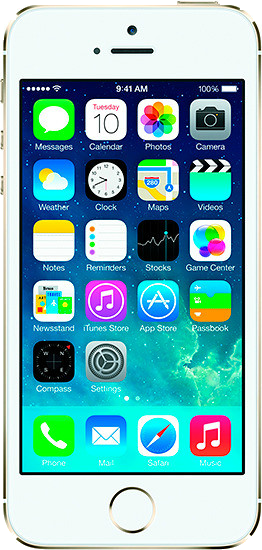 9:41 AM 100%
Tuesday
10
Messages Calendar Photos Camera
280
Weather Clock Maps Videos
Notes Reminders Stocks Game Center
Newsstand iTunes Store App Store Passbook
Compass Settings
Phone Mail Safari Music